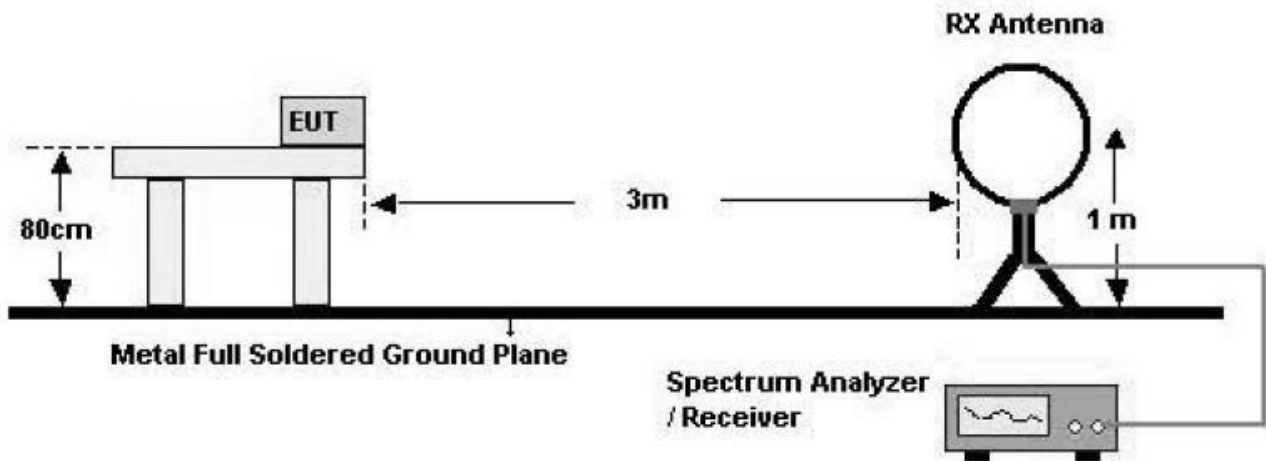 RX Antenna
EUT
3m
80cm
1 m
Metal Full Soldered Ground Plane
Spectrum Analyzer
/ Receiver